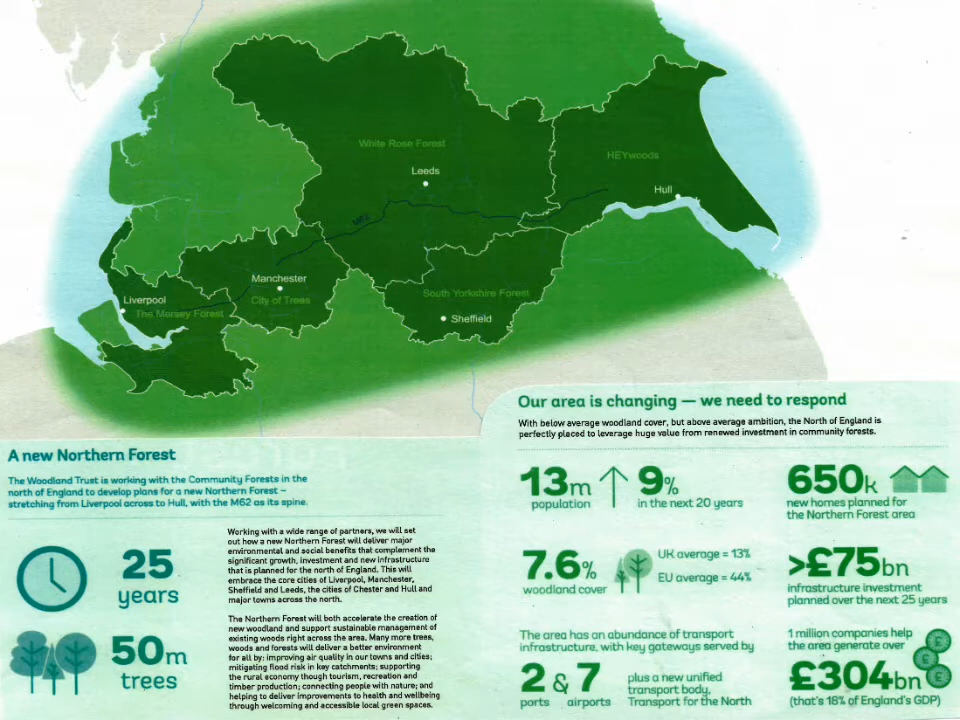 White Rose Forest
HEYwoods
Leeds
Hull
M62
Manchester
City of Trees
Liverpool
The Mersey Forest
South Yorkshire Forest
Sheffield
A new Northern Forest
The Woodland Trust is working with the Community Forests in the
north of England to develop plans for a new Northern Forest –
stretching from Liverpool across to Hull, with the M62 as its spine.
25
years
50m
trees
Working with a wide range of partners, we will set
out how a new Northern Forest will deliver major
environmental and social benefits that complement the
significant growth, investment and new infrastructure
that is planned for the north of England. This will
embrace the core cities of Liverpool, Manchester,
Sheffield and Leeds, the cities of Chester and Hull and
major towns across the north.
The Northern Forest will both accelerate the creation of
new woodland and support sustainable management of
existing woods right across the area. Many more trees,
woods and forests will deliver a better environment
for all by: improving air quality in our towns and cities;
mitigating flood risk in key catchments; supporting
the rural economy though tourism, recreation and
timber production; connecting people with nature; and
helping to deliver improvements to health and wellbeing
through welcoming and accessible local green spaces.
Our area is changing — we need to respond
With below average woodland cover, but above average ambition, the North of England is
perfectly placed to leverage huge value from renewed investment in community forests.
13m
population
9%
in the next 20 years
650k
new homes planned for
the Northern Forest area
7.6%
woodland cover
UK average = 13%
EU average = 44%
>£75bn
infrastructure investment
planned over the next 25 years
The area has an abundance of transport
infrastructure, with key gateways served by
2 & 7
ports airports
plus a new unified
transport body,
Transport for the North
1 million companies help
the area generate over
£304bn
(that's 18% of England's GDP)
£
£
£